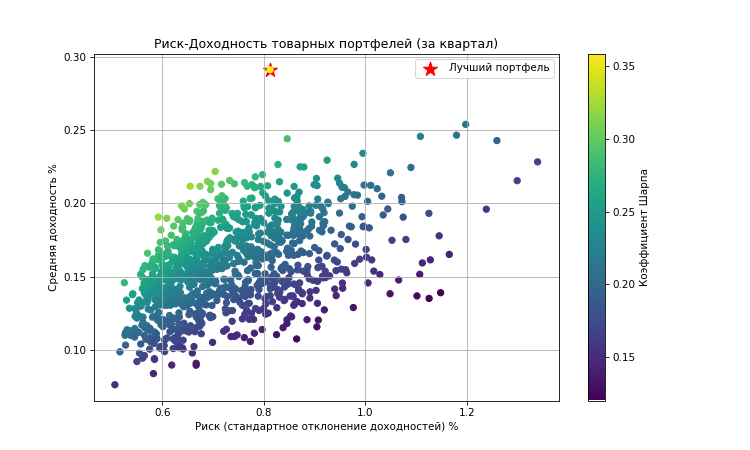 Риск-Доходность товарных портфелей (за квартал)
Лучший портфель
Средняя доходность %
0.30
0.25
0.20
0.15
0.10
0.6 0.8 1.0 1.2
Риск (стандартное отклонение доходностей) %
0.35
0.30
0.25
0.20
0.15
Коэффициент Шарпа